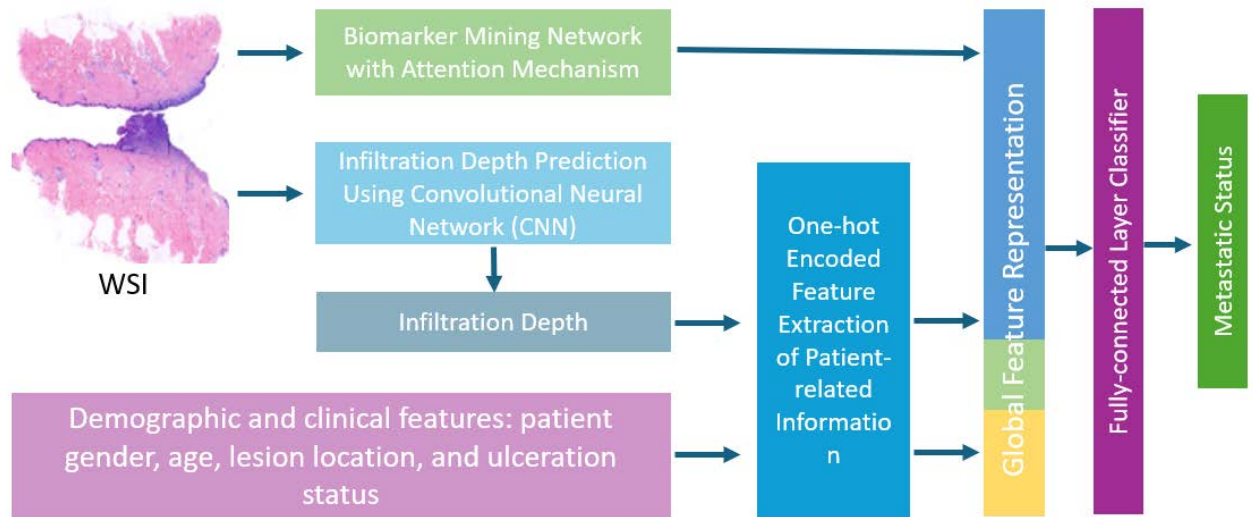 Biomarker Mining Network
with Attention Mechanism
Infiltration Depth Prediction
Using Convolutional Neural
Network (CNN)
WSI
Infiltration Depth
Demographic and clinical features: patient
gender, age, lesion location, and ulceration
status
One-hot
Encoded
Feature
Extraction
of Patient-
related
Informatio
n
Global Feature Representation
Fully-connected Layer Classifier
Metastatic Status